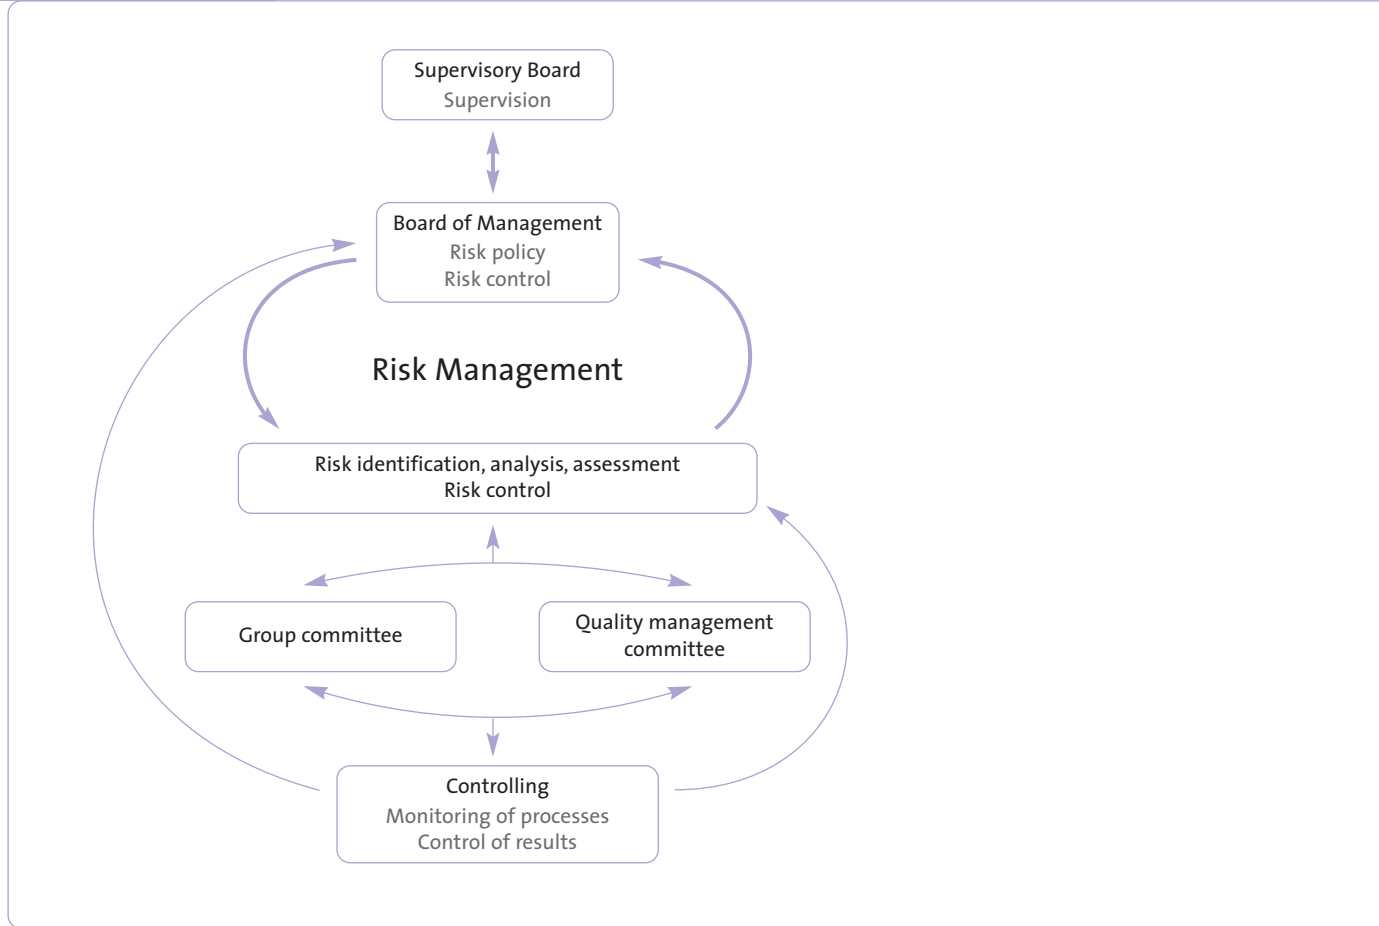 Supervisory Board
Supervision
Board of Management
Risk policy
Risk control
Risk Management
Risk identification, analysis, assessment
Risk control
Group committee
Quality management
committee
Controlling
Monitoring of processes
Control of results